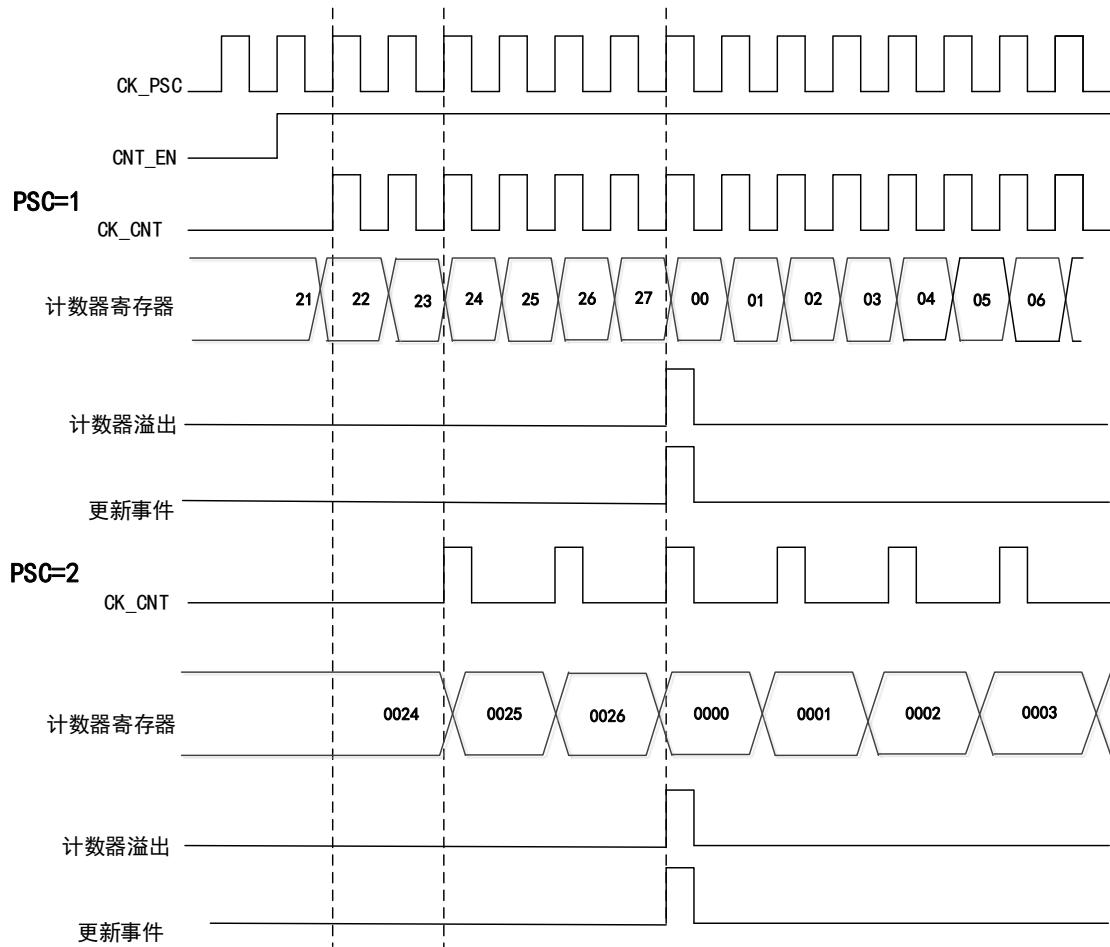 CK_PSC
CNT_EN
PSC=1
CK_CNT
计数器寄存器 21 22 23 24 25 26 27 00 01 02 03 04 05 06
计数器溢出
更新事件
PSC=2
CK_CNT
计数器寄存器 0024 0025 0026 0000 0001 0002 0003
计数器溢出
更新事件